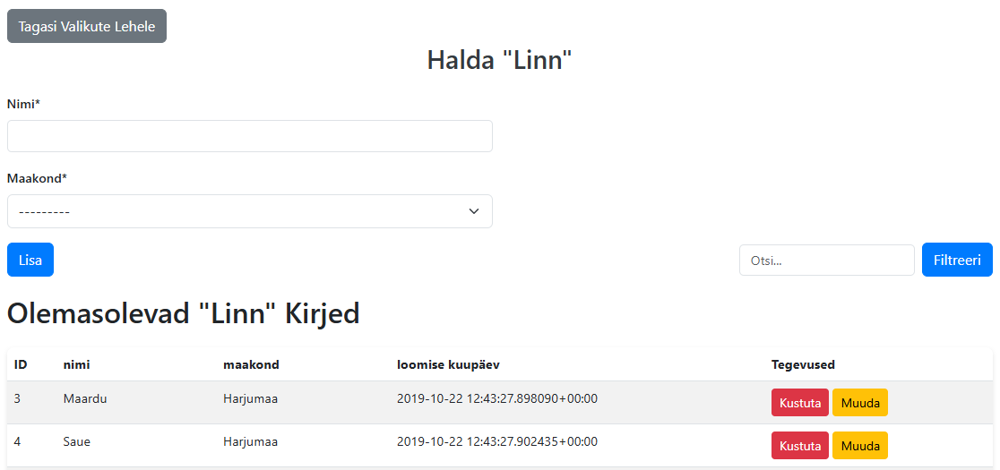 Tagasi Valikute Lehele
Halda "Linn"
Nimi*
Maakond*
---------
Lisa Otsi... Filtreeri
Olemasolevad "Linn" Kirjed
ID nimi maakond loomise kuupäev Tegevused
3 Maardu Harjumaa 2019-10-22 12:43:27.898090+00:00 Kustuta Muuda
4 Saue Harjumaa 2019-10-22 12:43:27.902435+00:00 Kustuta Muuda